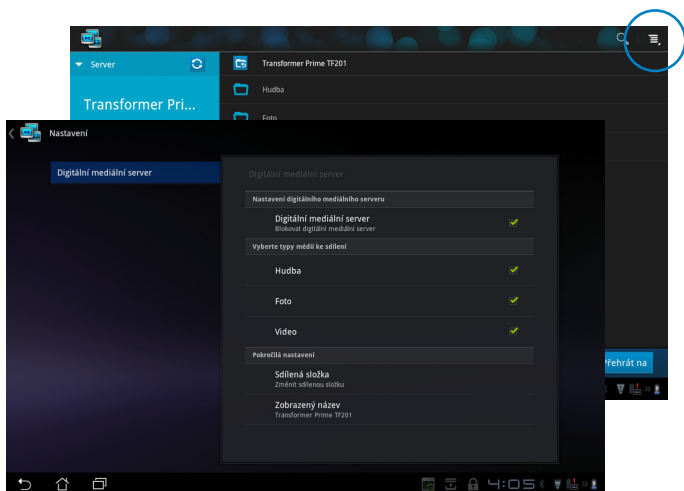 Server
Transformer Prime TF201
Hudba
Transformer Pri...
Foto
Nastavení
Digitální mediální server
Digitální mediální server
Nastavení digitálního mediálního serveru
Digitální mediální server
Blokovat digitální mediální server
Vyberte typy médií ke sdílení
Hudba
Foto
Video
Pokročilá nastavení
Sdílená složka
Změnit sdílenou složku
Zobrazený název
Transformer Prime TF201
Přehrát na
4:05